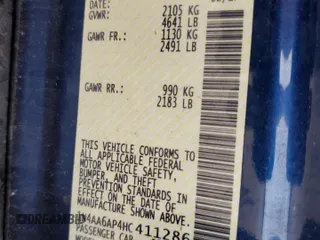 DATE:
GVWR: 2105 KG
4641 LB
GAWR FR.: 1130 KG
2491 LB
GAWR RR.: 990 KG
2183 LB
THIS VEHICLE CONFORMS TO
ALL APPLICABLE FEDERAL
MOTOR VEHICLE SAFETY,
BUMPER, AND THEFT
PREVENTION STANDARDS IN
EFFECT ON THE DATE OF
MANUFACTURE SHOWN ABOVE.
N4AA6AP4HC411286
PASSENGER CAR